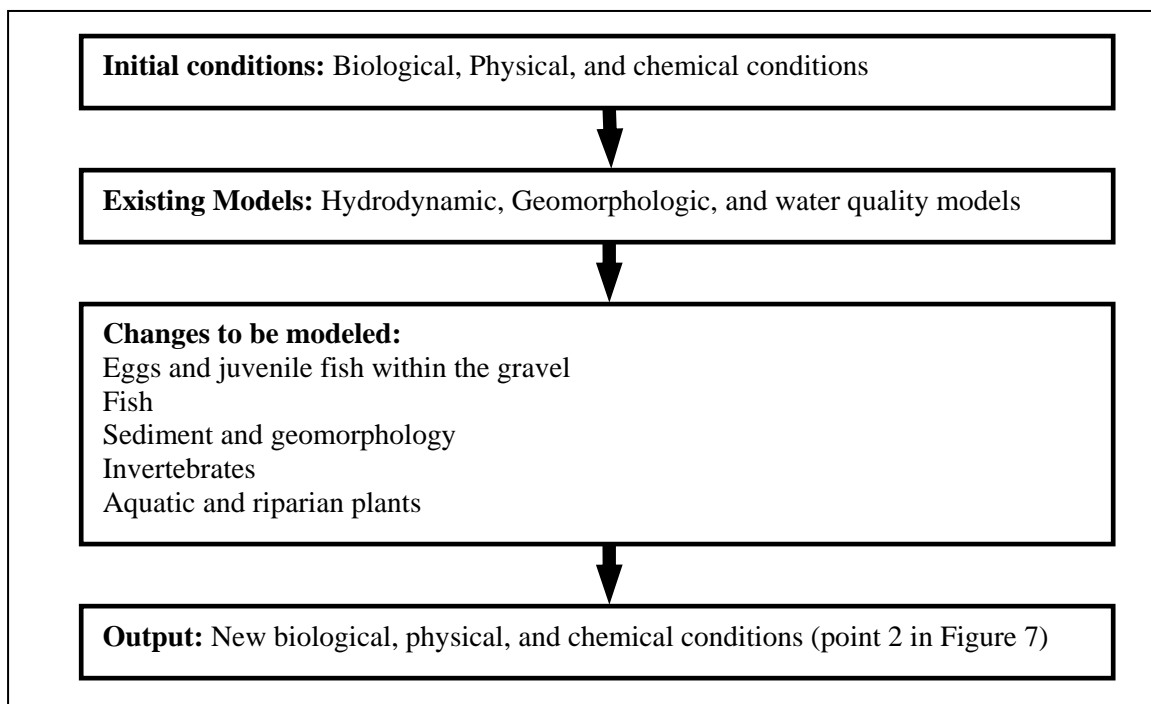 Initial conditions: Biological, Physical, and chemical conditions
Existing Models: Hydrodynamic, Geomorphologic, and water quality models
Changes to be modeled:
Eggs and juvenile fish within the gravel
Fish
Sediment and geomorphology
Invertebrates
Aquatic and riparian plants
Output: New biological, physical, and chemical conditions (point 2 in Figure 7)